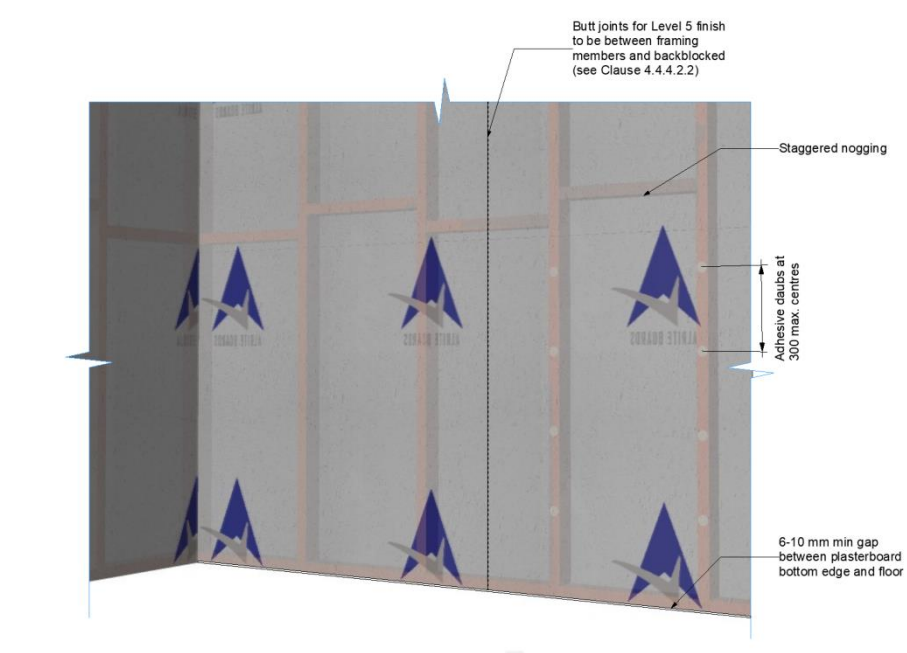 Butt joints for Level 5 finish
to be between framing
members and backblocked
(see Clause 4.4.4.2.2)
Staggered nogging
Adhesive daubs at
300 max. centres
6-10 mm min gap
between plasterboard
bottom edge and floor